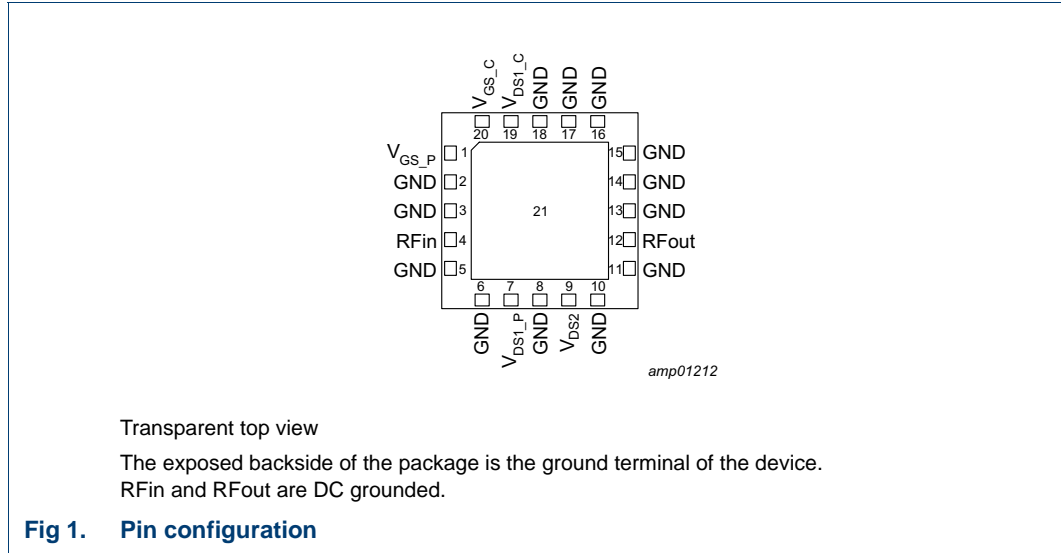 V_GS_C
V_DS1_C
GND
GND
GND
20 19 18 17 16
V_GS_P 1
GND 2
GND 3
RFin 4
GND 5
21
15 GND
14 GND
13 GND
12 RFout
11 GND
6 7 8 9 10
GND
V_DS1_P
GND
V_DS2
GND
amp01212
Transparent top view
The exposed backside of the package is the ground terminal of the device.
RFin and RFout are DC grounded.
Fig 1. Pin configuration